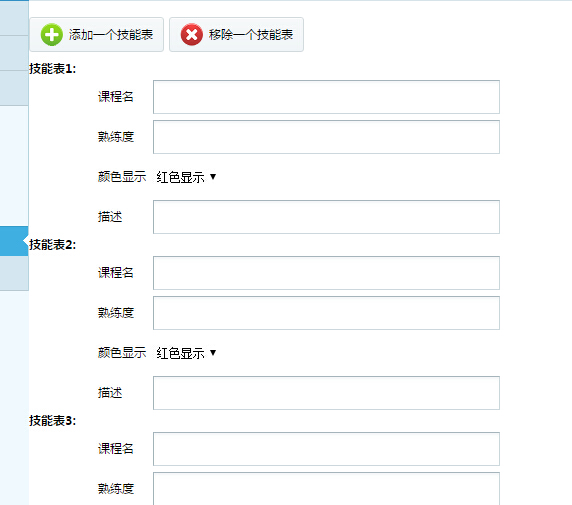 添加一个技能表 移除一个技能表
技能表1:
课程名
熟练度
颜色显示 红色显示
描述
技能表2:
课程名
熟练度
颜色显示 红色显示
描述
技能表3:
课程名
熟练度